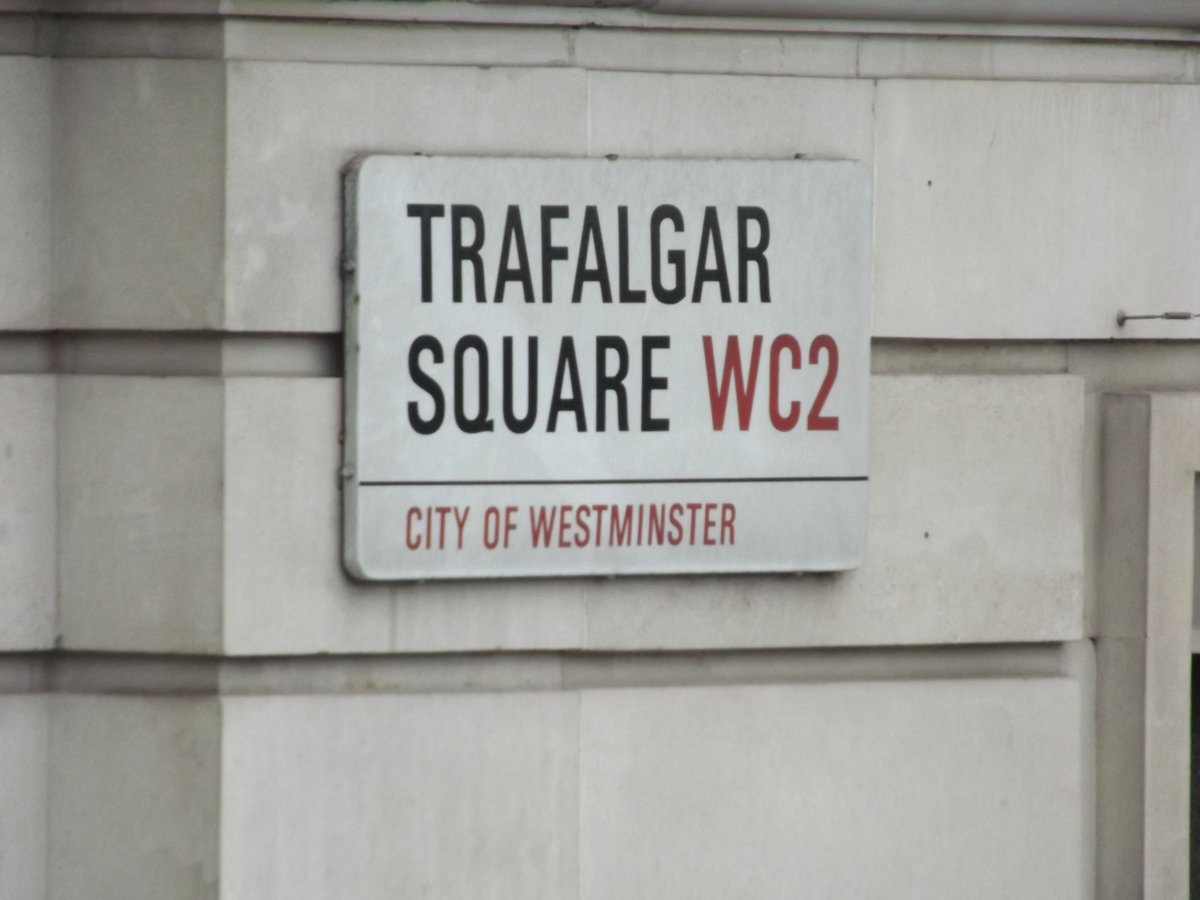 TRAFALGAR
SQUARE WC2
CITY OF WESTMINSTER